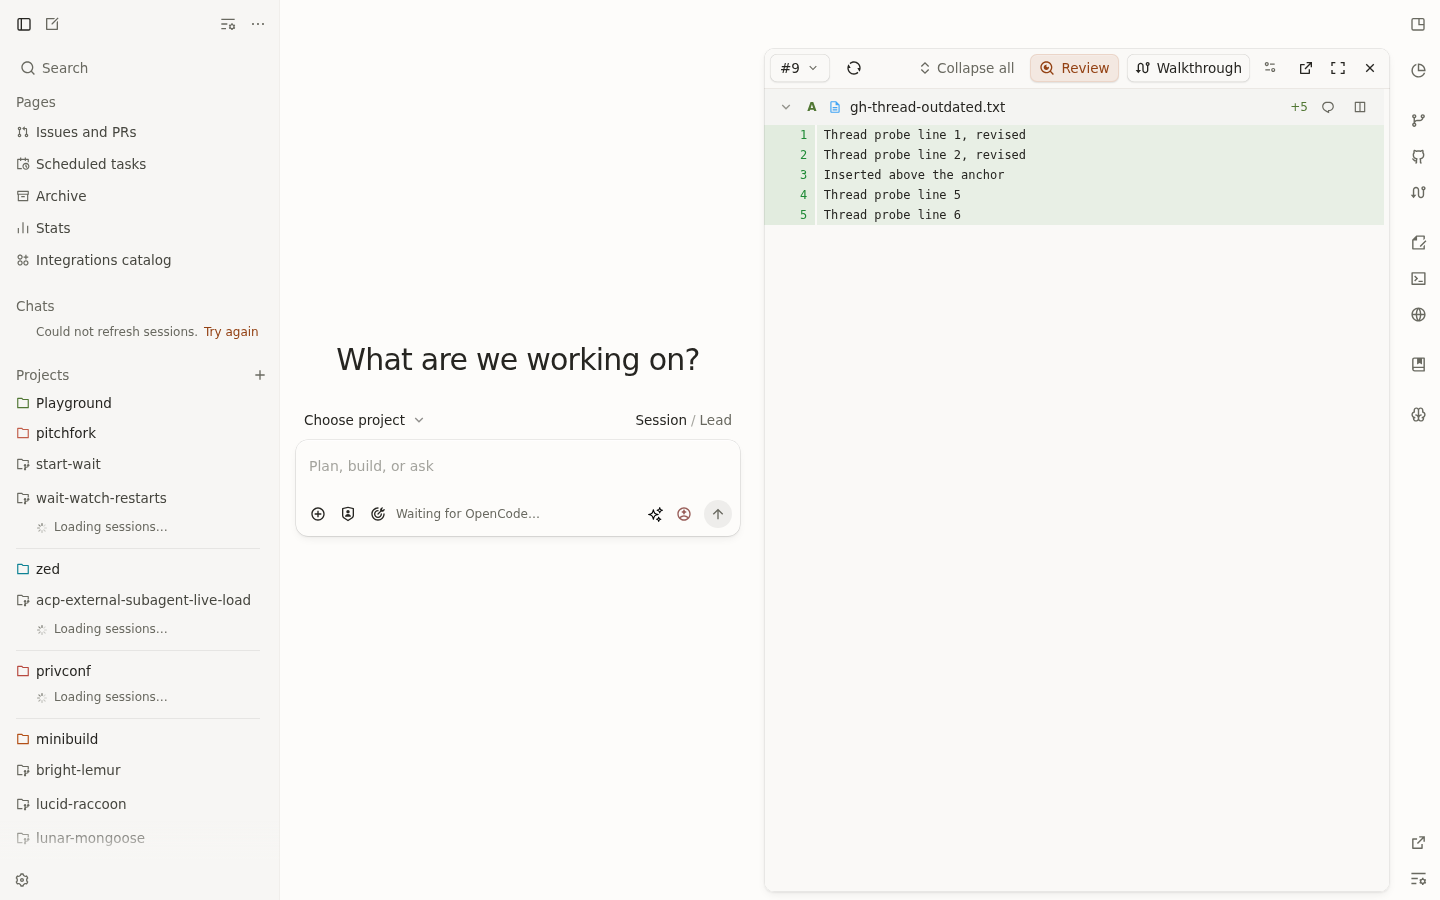 Search
Pages
Issues and PRs
Scheduled tasks
Archive
Stats
Integrations catalog
Chats
Could not refresh sessions. Try again
Projects
Playground
pitchfork
start-wait
wait-watch-restarts
Loading sessions...
zed
acp-external-subagent-live-load
Loading sessions...
privconf
Loading sessions...
minibuild
bright-lemur
lucid-raccoon
lunar-mongoose
What are we working on?
Choose project
Session / Lead
Plan, build, or ask
Waiting for OpenCode...
#9
Collapse all
Review
Walkthrough
A gh-thread-outdated.txt +5
1 Thread probe line 1, revised
2 Thread probe line 2, revised
3 Inserted above the anchor
4 Thread probe line 5
5 Thread probe line 6